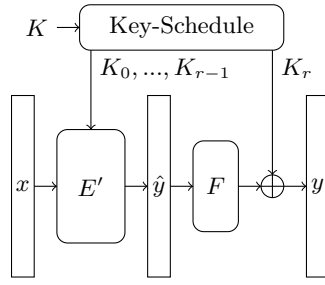 K
Key-Schedule
K_0, ..., K_{r-1}
K_r
x
E'
ŷ
F
y